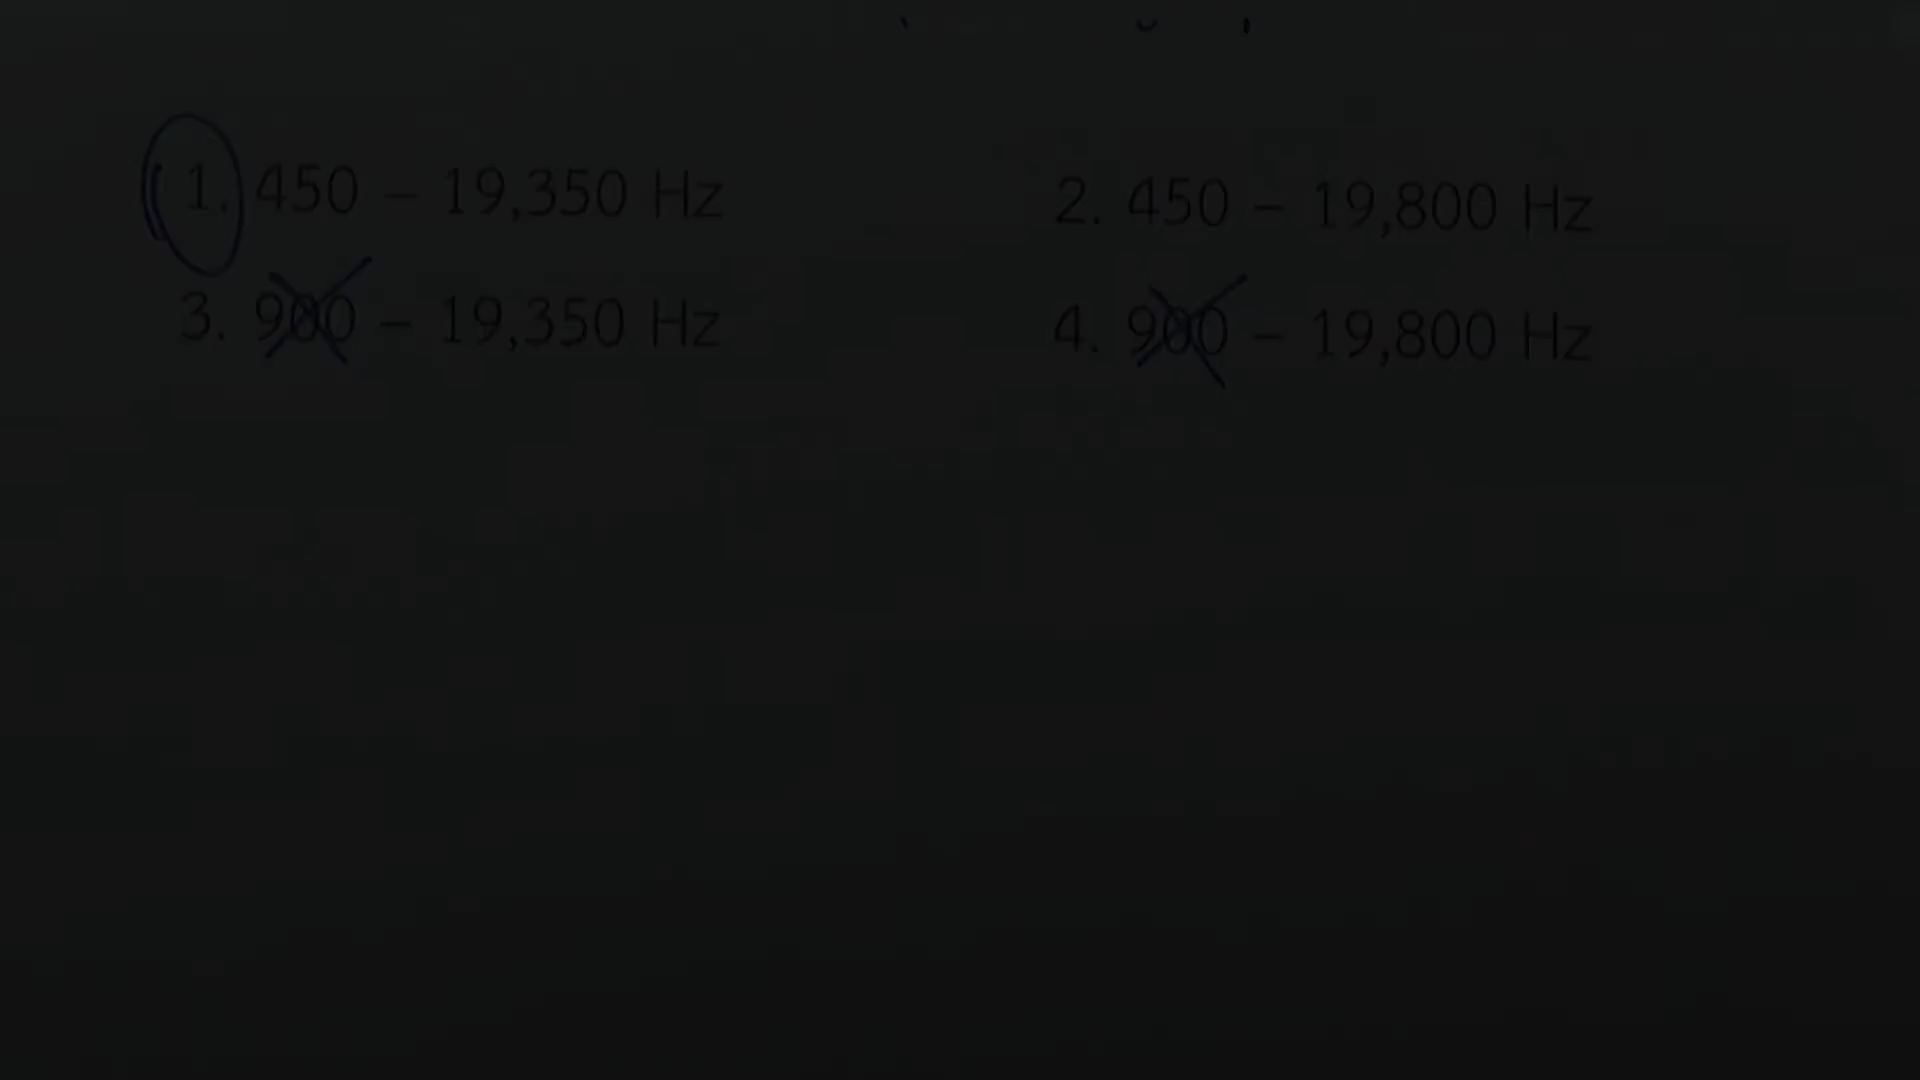 1. 450 – 19,350 Hz 2. 450 – 19,800 Hz
3. 900 – 19,350 Hz 4. 900 – 19,800 Hz